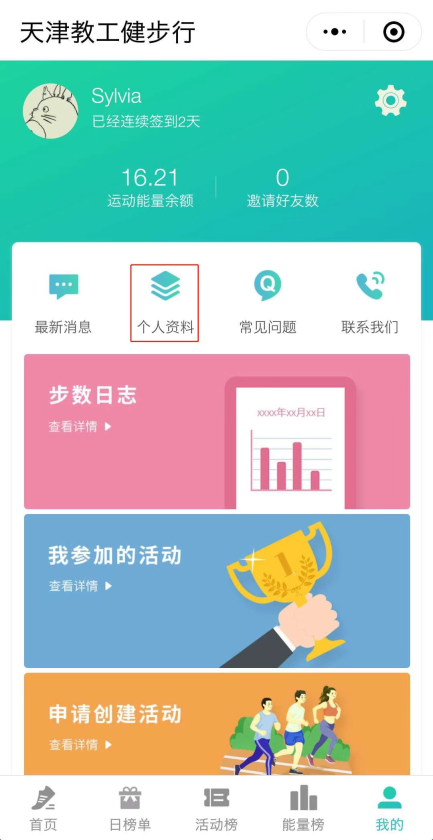 天津教工健步行
Sylvia
已经连续签到2天
16.21
0
运动能量余额
邀请好友数
最新消息
个人资料
常见问题
联系我们
步数日志
查看详情
xxxx年xx月xx日
我参加的活动
查看详情
1
申请创建活动
查看详情
首页
日榜单
活动榜
能量榜
我的